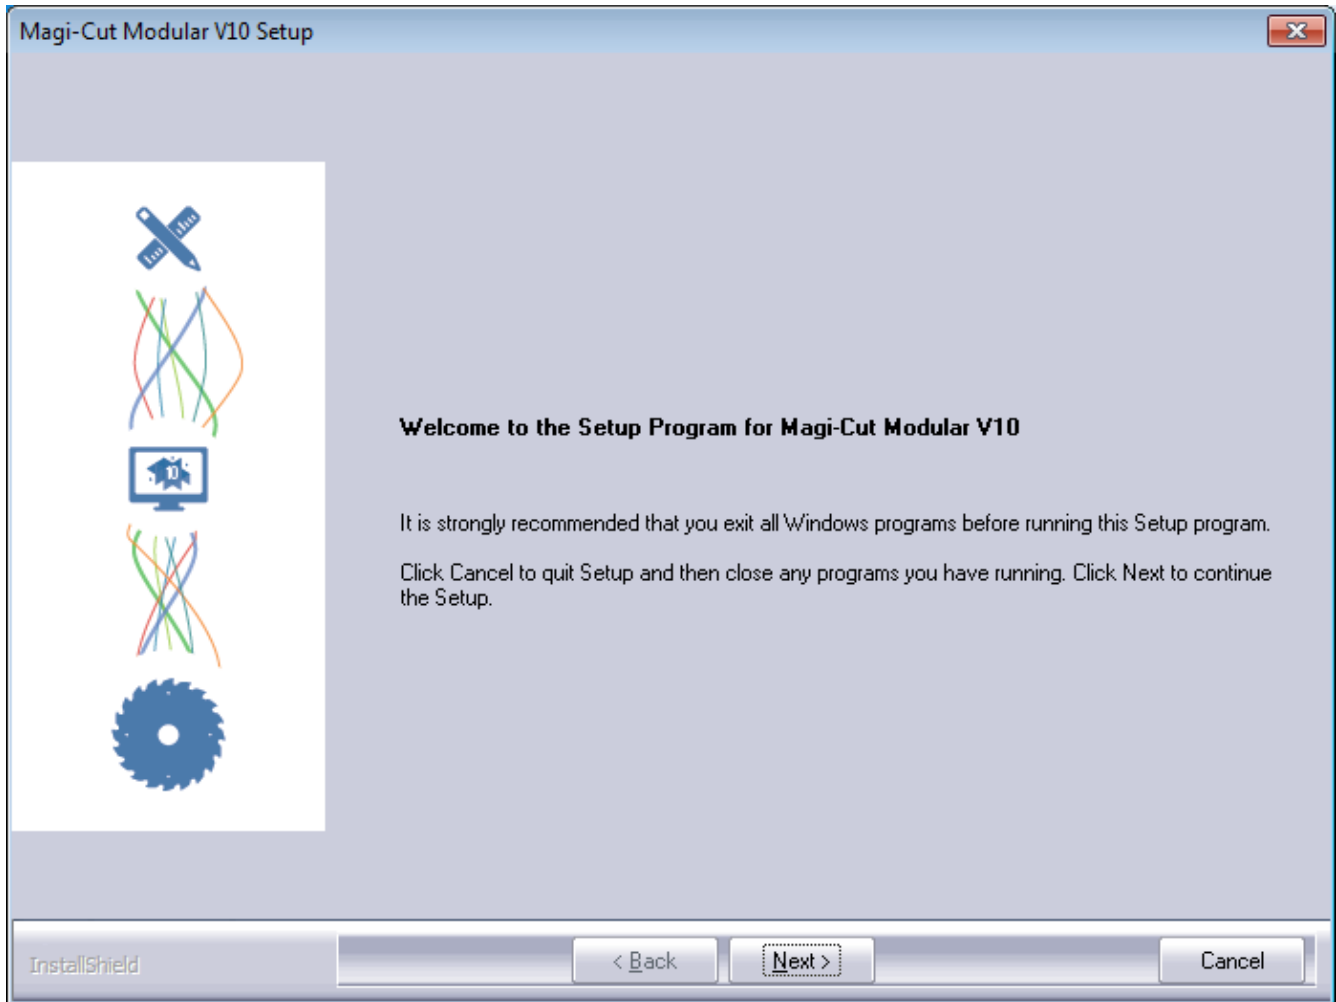 Magi-Cut Modular V10 Setup
10
Welcome to the Setup Program for Magi-Cut Modular V10
It is strongly recommended that you exit all Windows programs before running this Setup program.
Click Cancel to quit Setup and then close any programs you have running. Click Next to continue
the Setup.
InstallShield
< Back
Next >
Cancel